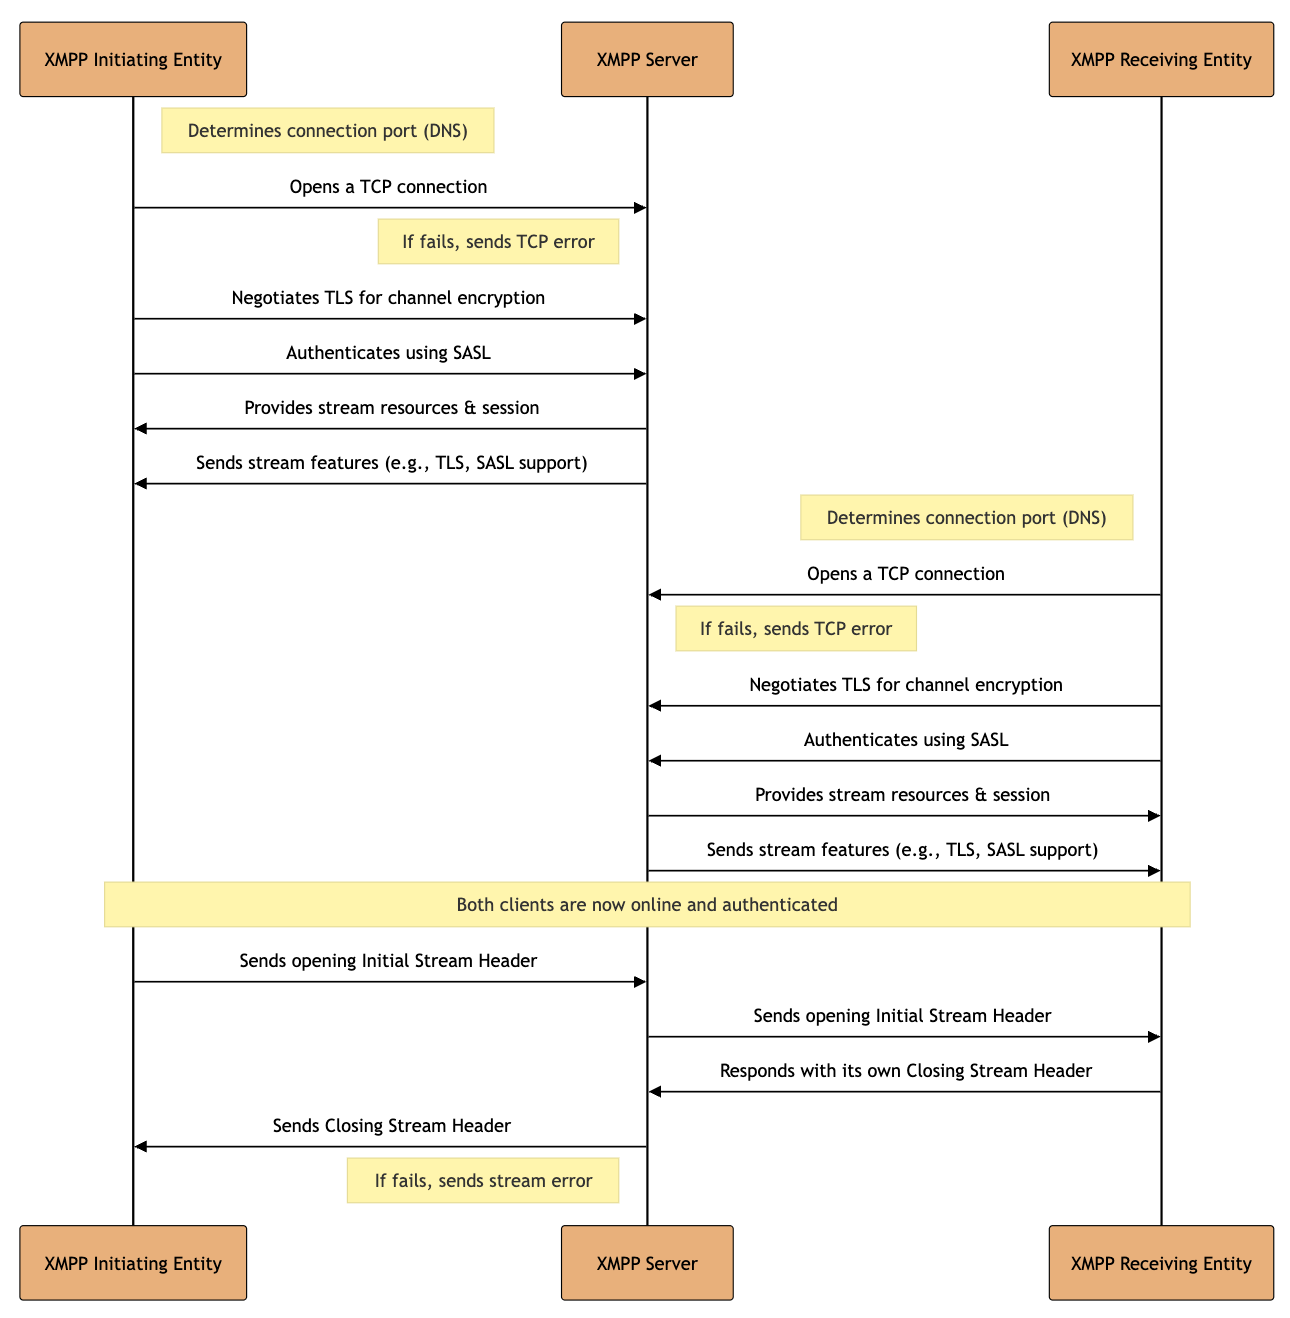 XMPP Initiating Entity
XMPP Server
XMPP Receiving Entity
Determines connection port (DNS)
Opens a TCP connection
If fails, sends TCP error
Negotiates TLS for channel encryption
Authenticates using SASL
Provides stream resources & session
Sends stream features (e.g., TLS, SASL support)
Determines connection port (DNS)
Opens a TCP connection
If fails, sends TCP error
Negotiates TLS for channel encryption
Authenticates using SASL
Provides stream resources & session
Sends stream features (e.g., TLS, SASL support)
Both clients are now online and authenticated
Sends opening Initial Stream Header
Sends opening Initial Stream Header
Responds with its own Closing Stream Header
Sends Closing Stream Header
If fails, sends stream error
XMPP Initiating Entity
XMPP Server
XMPP Receiving Entity